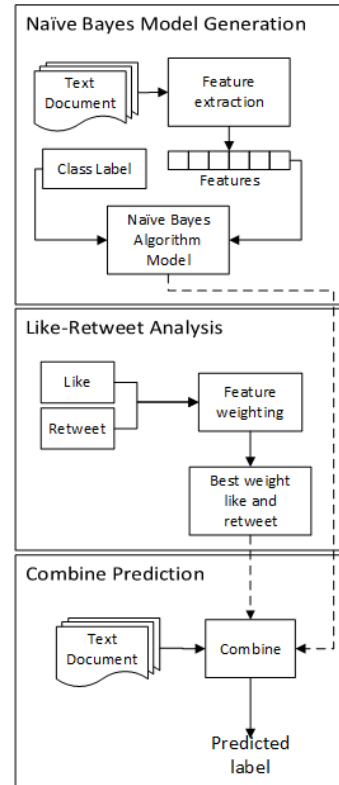 Naïve Bayes Model Generation
Text
Document
Feature
extraction
Class Label
Features
Naïve Bayes
Algorithm
Model
Like-Retweet Analysis
Like
Retweet
Feature
weighting
Best weight
like and
retweet
Combine Prediction
Text
Document
Combine
Predicted
label